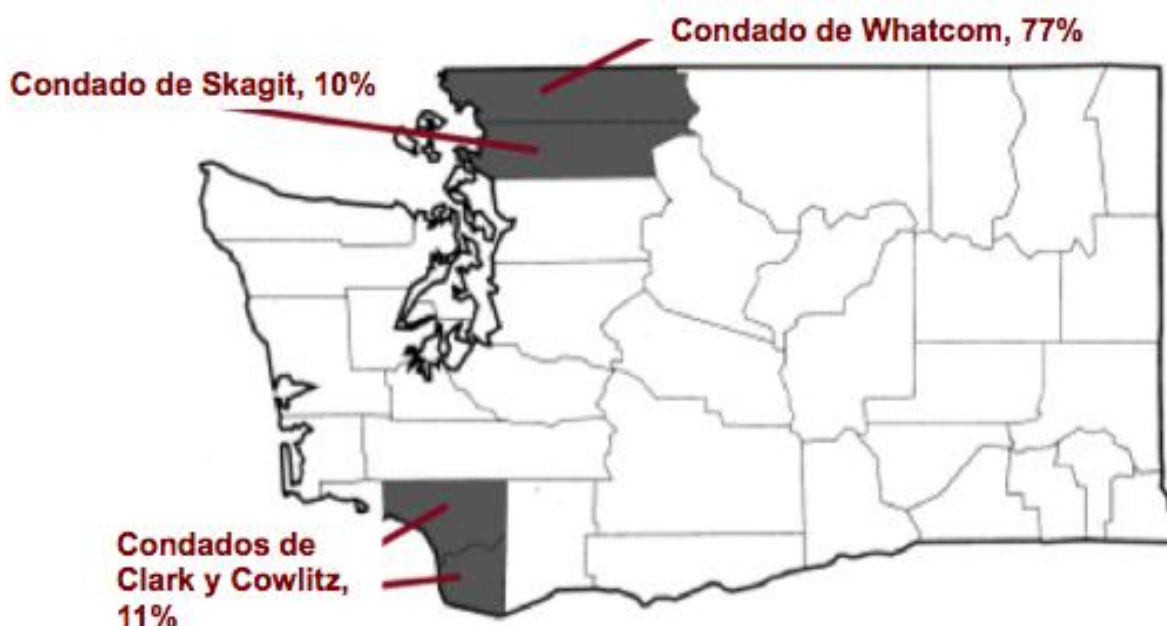 Condado de Whatcom, 77%
Condado de Skagit, 10%
Condados de
Clark y Cowlitz,
11%